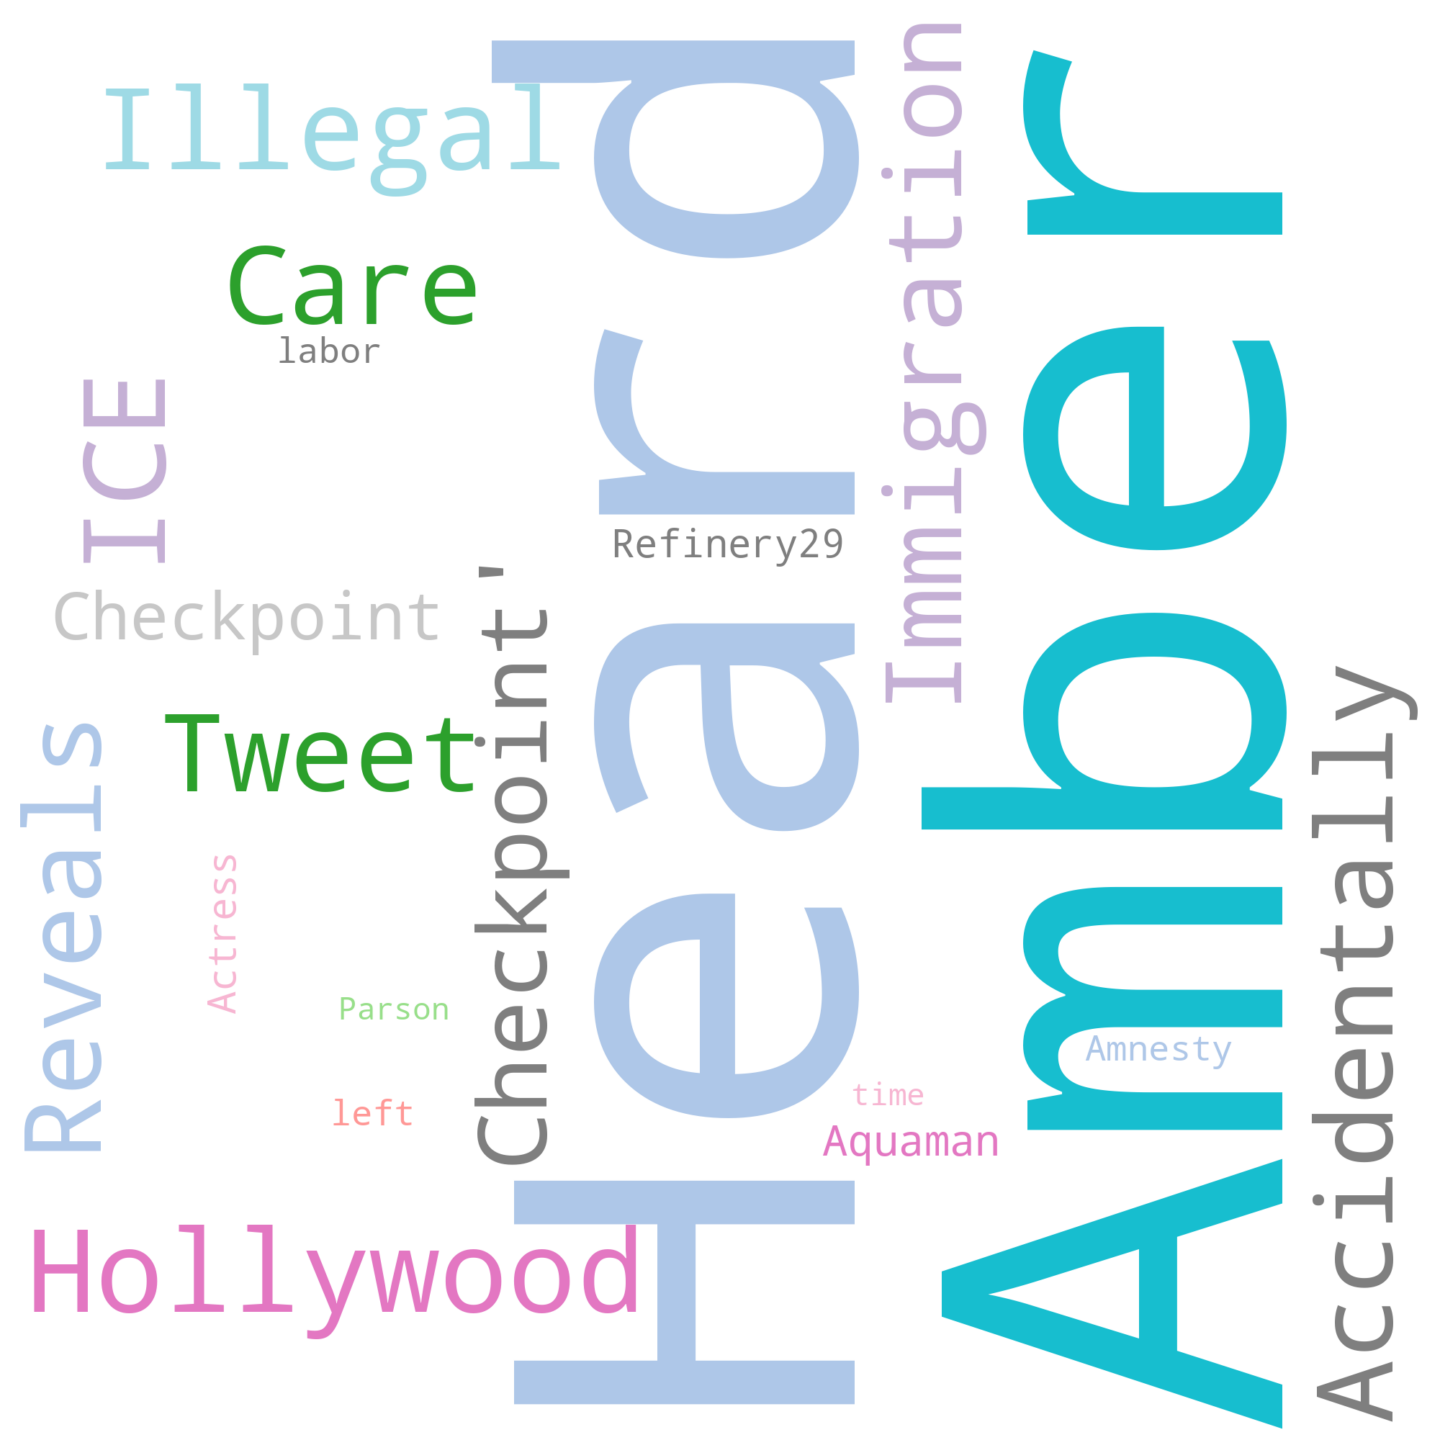 Illegal
Care
labor
ICE
Checkpoint
Tweet
Reveals
Actress
Parson
left
Hollywood
Checkpoint'
Heard
Refinery29
Immigration
Amber
Amnesty
time
Aquaman
Accidentally